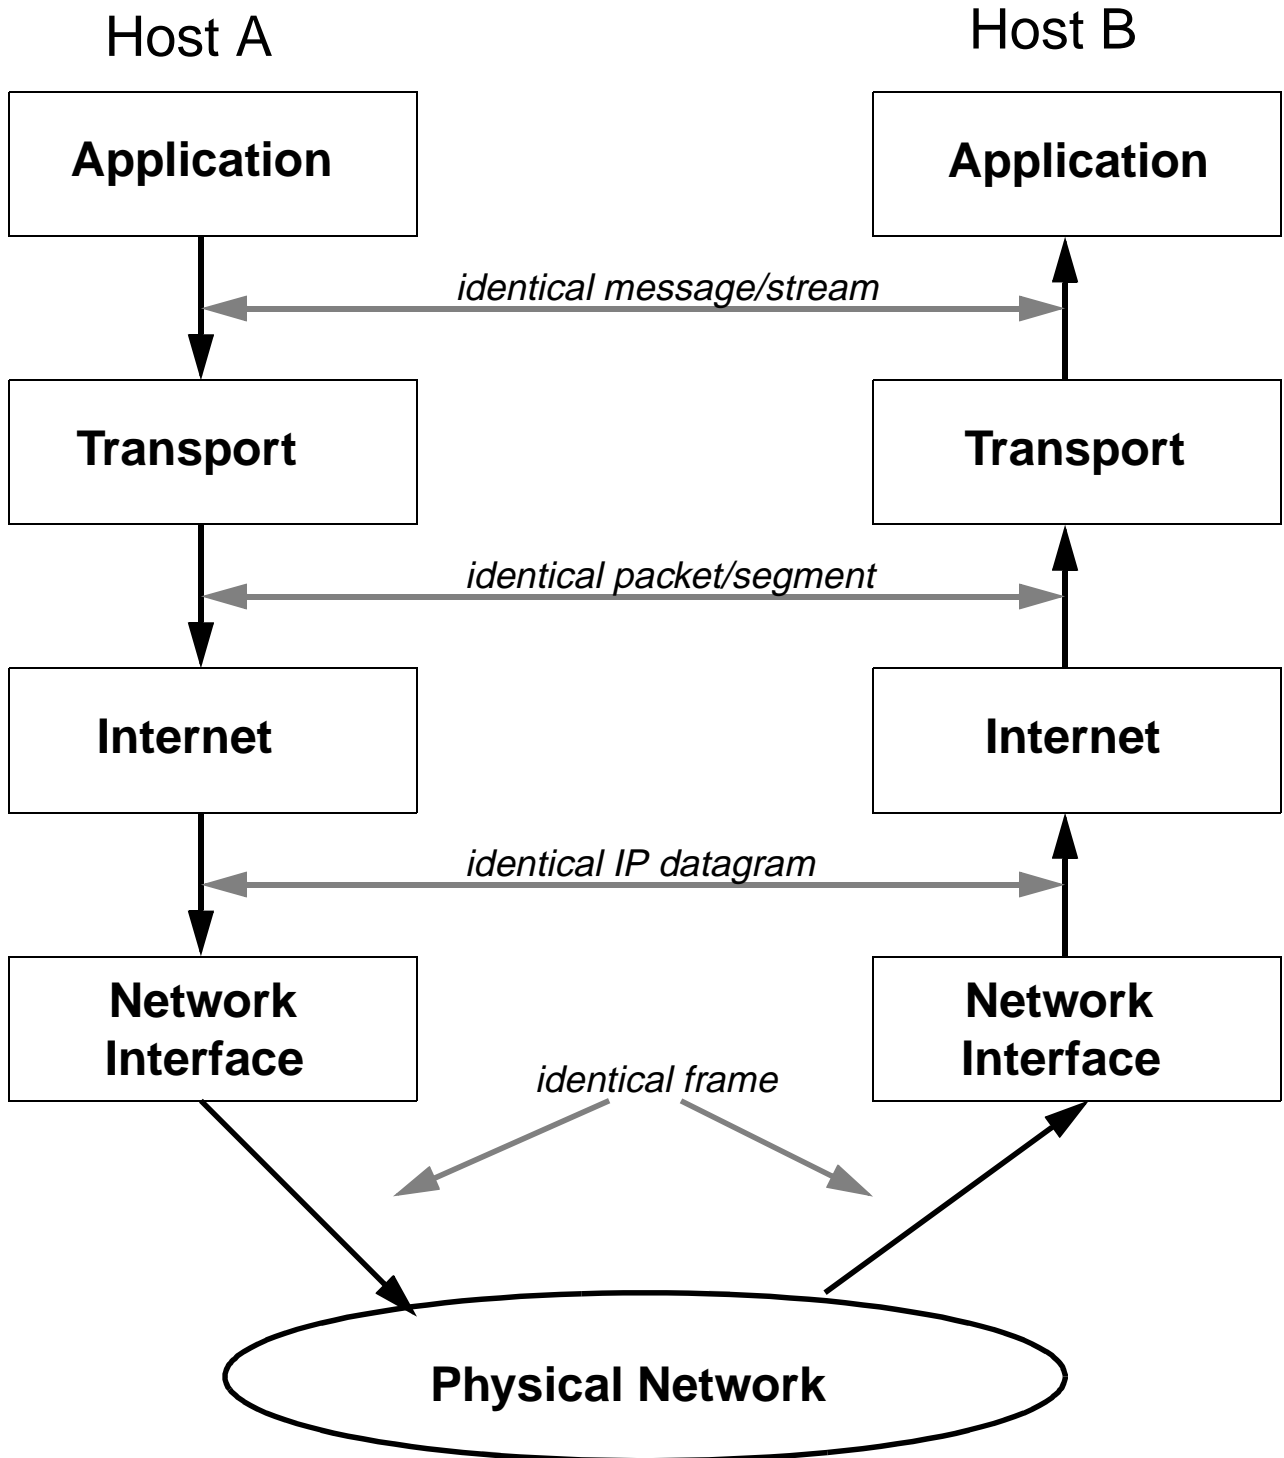 Host A
Host B
Application
Application
identical message/stream
Transport
Transport
identical packet/segment
Internet
Internet
identical IP datagram
Network
Interface
Network
Interface
identical frame
Physical Network